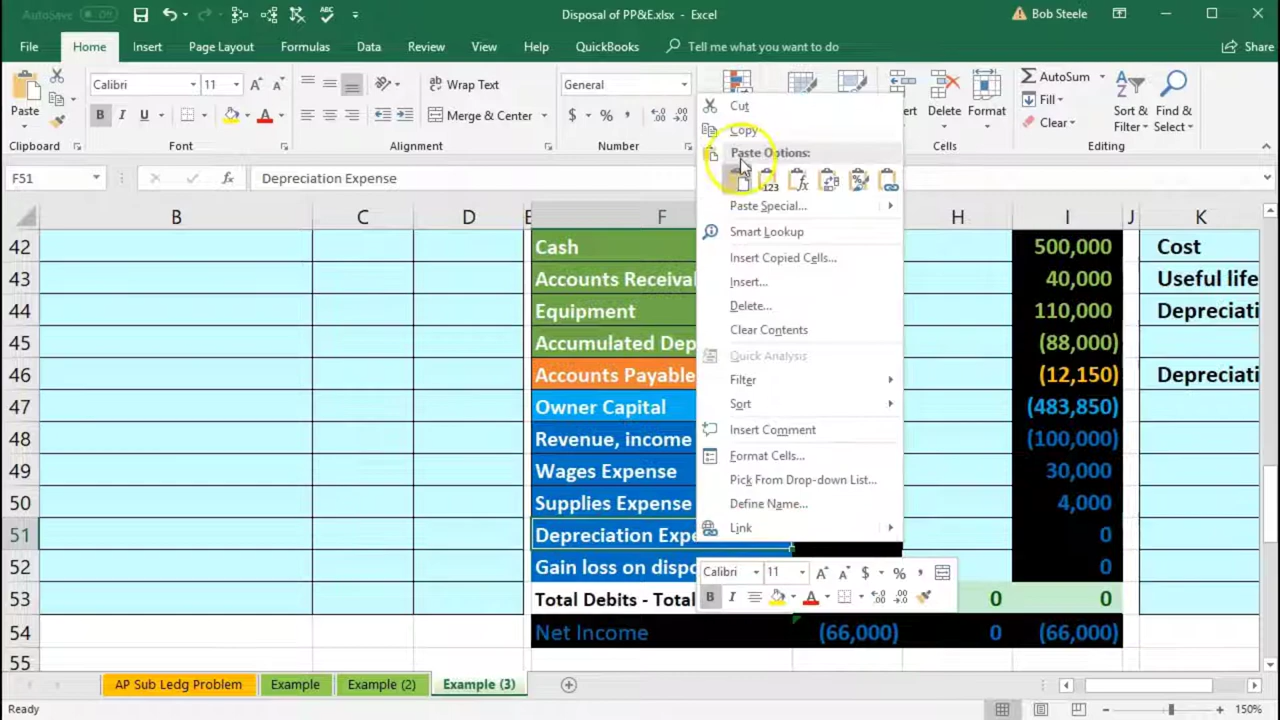 AutoSave Off Disposal of PP&E.xlsx - Excel Bob Steele
File Home Insert Page Layout Formulas Data Review View Help QuickBooks Tell me what you want to do Share
Calibri 11 Wrap Text General AutoSum
Paste B I U Merge & Center $ % Delete Format Fill Sort & Find &
Clear Filter Select
Clipboard Font Alignment Number Cells Editing
F51 fx Depreciation Expense
B C D E F H I J K
42 Cash 500,000 Cost
43 Accounts Receiva 40,000 Useful life
44 Equipment 110,000 Depreciati
45 Accumulated Dep (88,000)
46 Accounts Payable (12,150) Depreciati
47 Owner Capital (483,850)
48 Revenue, income (100,000)
49 Wages Expense 30,000
50 Supplies Expense 4,000
51 Depreciation Expe 0
52 Gain loss on dispo 0
53 Total Debits - Total 0 0
54 Net Income (66,000) 0 (66,000)
55
Cut
Copy
Paste Options:
123 fx %
Paste Special...
Smart Lookup
Insert Copied Cells...
Insert...
Delete...
Clear Contents
Quick Analysis
Filter
Sort
Insert Comment
Format Cells...
Pick From Drop-down List...
Define Name...
Link
Calibri 11 A A $ % ,
B I A
AP Sub Ledg Problem Example Example (2) Example (3)
Ready 150%